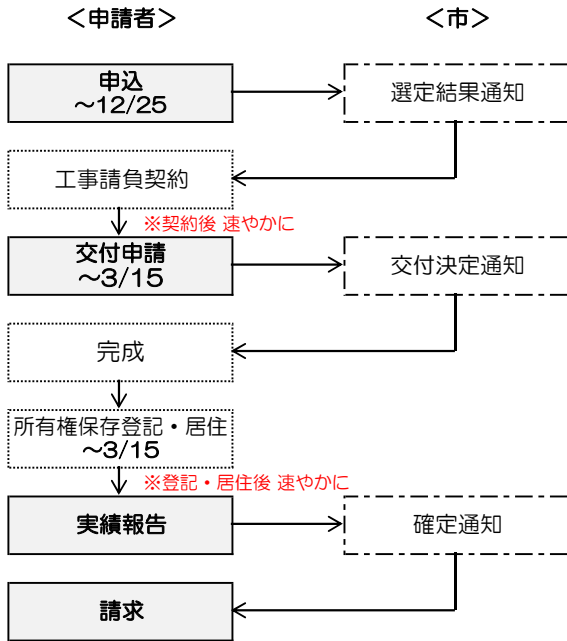 ＜申請者＞
＜市＞
申込
～12/25
選定結果通知
工事請負契約
※契約後 速やかに
交付申請
～3/15
交付決定通知
完成
所有権保存登記・居住
～3/15
※登記・居住後 速やかに
実績報告
確定通知
請求